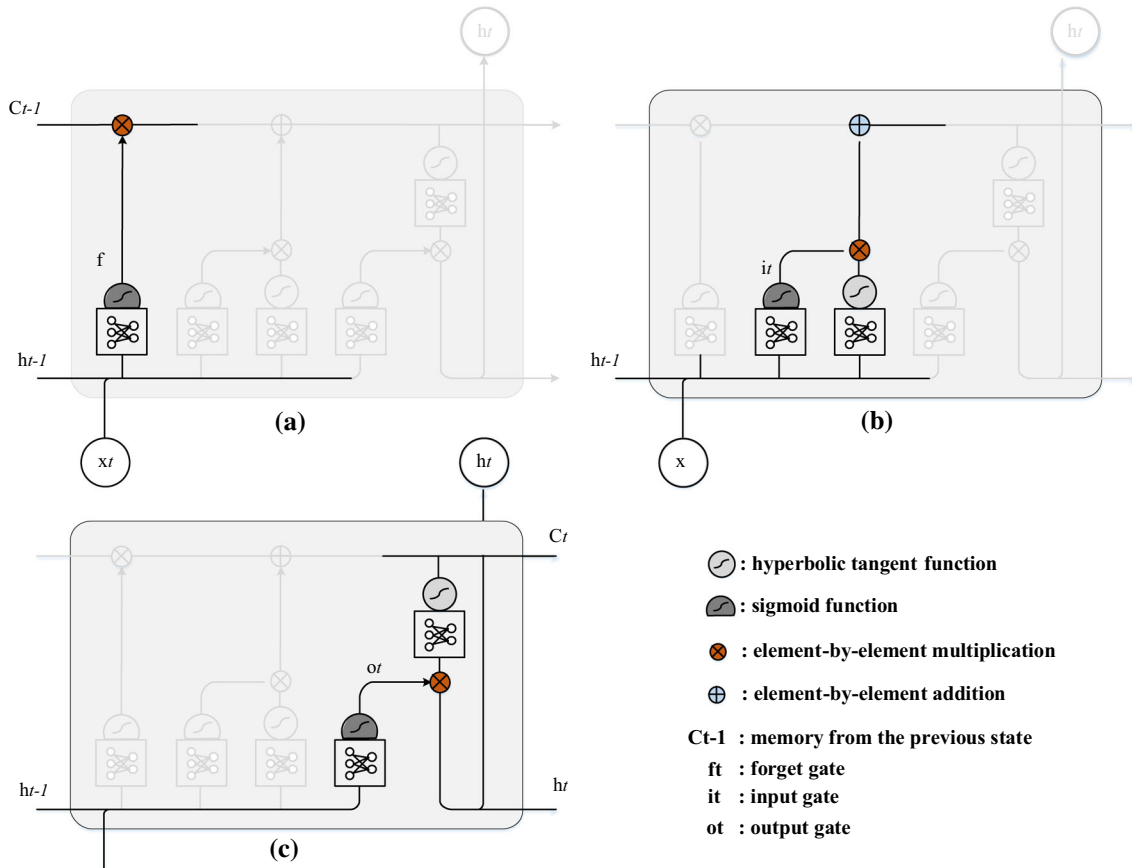 ht
ht
Ct-1
f
it
ht-1
ht-1
(a)
(b)
xt
x
ht
Ct
: hyperbolic tangent function
: sigmoid function
: element-by-element multiplication
ot
: element-by-element addition
Ct-1 : memory from the previous state
ft : forget gate
ht-1
ht
it : input gate
ot : output gate
(c)